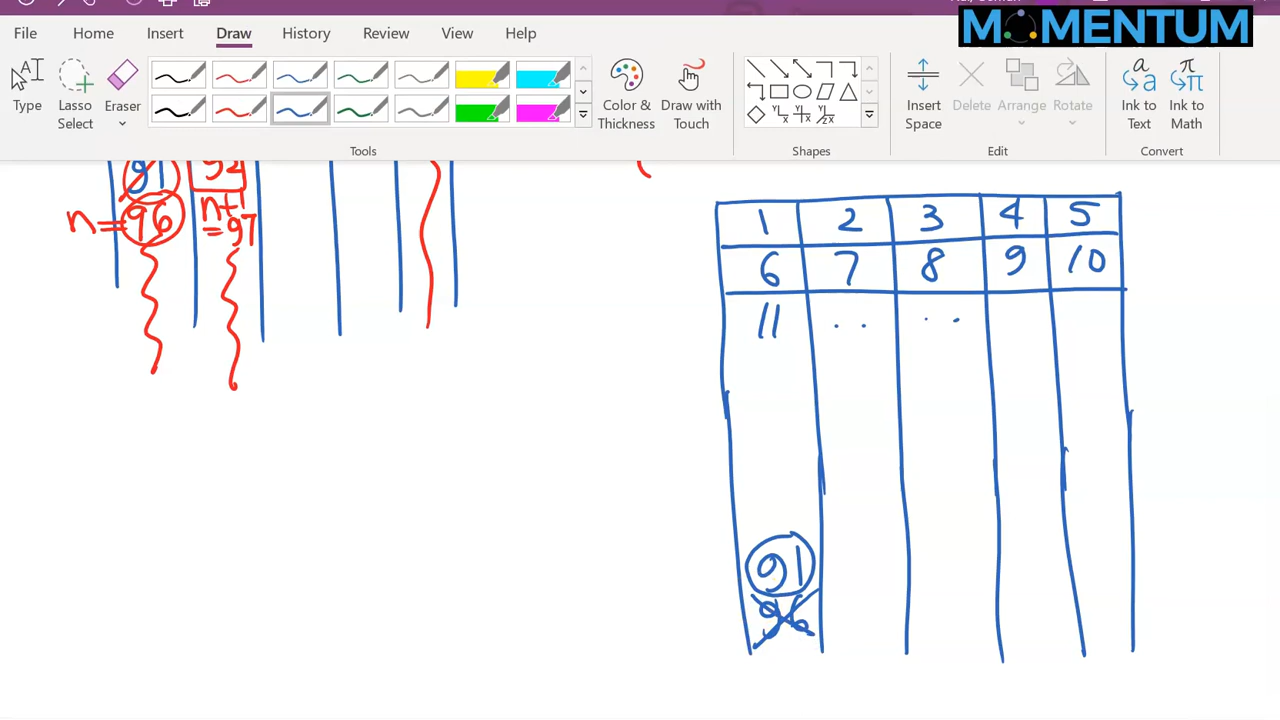 MOMENTUM
File Home Insert Draw History Review View Help
Type
Lasso Select
Eraser
Color & Thickness
Draw with Touch
Insert Space
Delete
Arrange
Rotate
Ink to Text
Ink to Math
Tools
Shapes
Edit
Convert
91 92
n=96 n+1
=97
1 2 3 4 5
6 7 8 9 10
11 .. ..
91
96